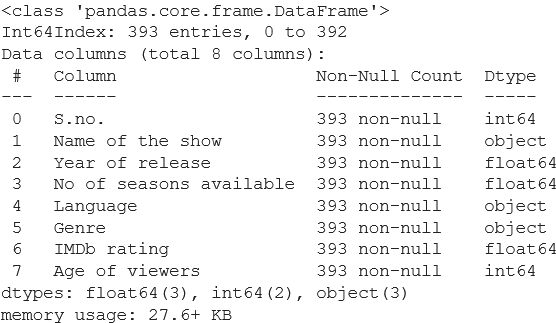 <class 'pandas.core.frame.DataFrame'>
Int64Index: 393 entries, 0 to 392
Data columns (total 8 columns):
 #   Column                   Non-Null Count  Dtype
---  ------                   --------------  -----
 0   S.no.                    393 non-null    int64
 1   Name of the show         393 non-null    object
 2   Year of release          393 non-null    float64
 3   No of seasons available  393 non-null    float64
 4   Language                 393 non-null    object
 5   Genre                    393 non-null    object
 6   IMDb rating              393 non-null    float64
 7   Age of viewers           393 non-null    int64
dtypes: float64(3), int64(2), object(3)
memory usage: 27.6+ KB